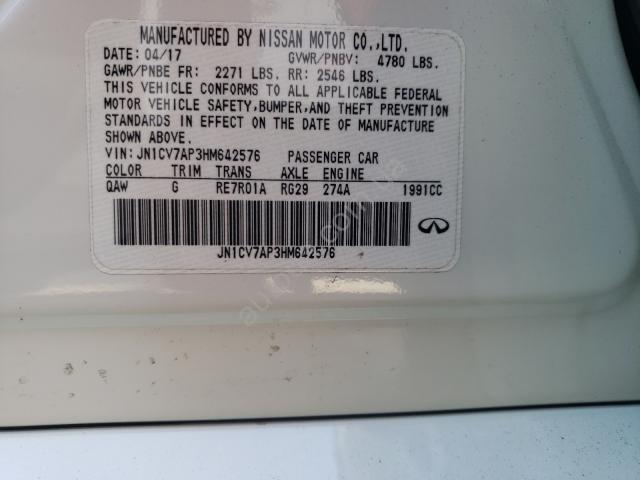 MANUFACTURED BY NISSAN MOTOR CO.,LTD.
DATE: 04/17 GVWR/PNBV: 4780 LBS.
GAWR/PNBE FR: 2271 LBS. RR: 2546 LBS.
THIS VEHICLE CONFORMS TO ALL APPLICABLE FEDERAL
MOTOR VEHICLE SAFETY, BUMPER, AND THEFT PREVENTION
STANDARDS IN EFFECT ON THE DATE OF MANUFACTURE
SHOWN ABOVE.
VIN: JN1CV7AP3HM642576 PASSENGER CAR
COLOR TRIM TRANS AXLE ENGINE
QAW G RE7R01A RG29 274A 1991CC
JN1CV7AP3HM642576